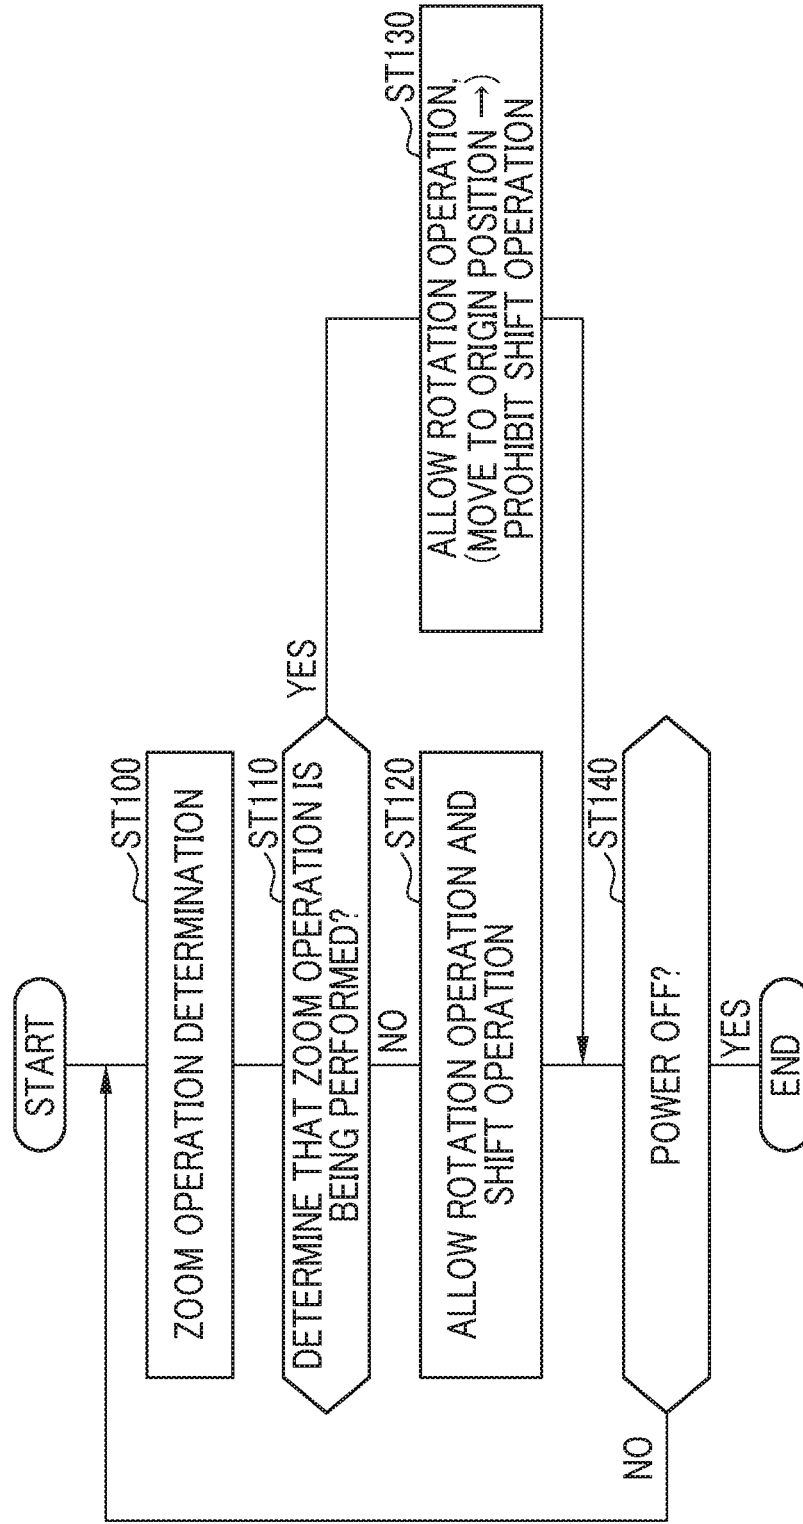 START
ST100
ZOOM OPERATION DETERMINATION
ST110
DETERMINE THAT ZOOM OPERATION IS
BEING PERFORMED?
YES
NO
ST120
ALLOW ROTATION OPERATION AND
SHIFT OPERATION
ST130
ALLOW ROTATION OPERATION,
(MOVE TO ORIGIN POSITION →)
PROHIBIT SHIFT OPERATION
ST140
POWER OFF?
NO
YES
END